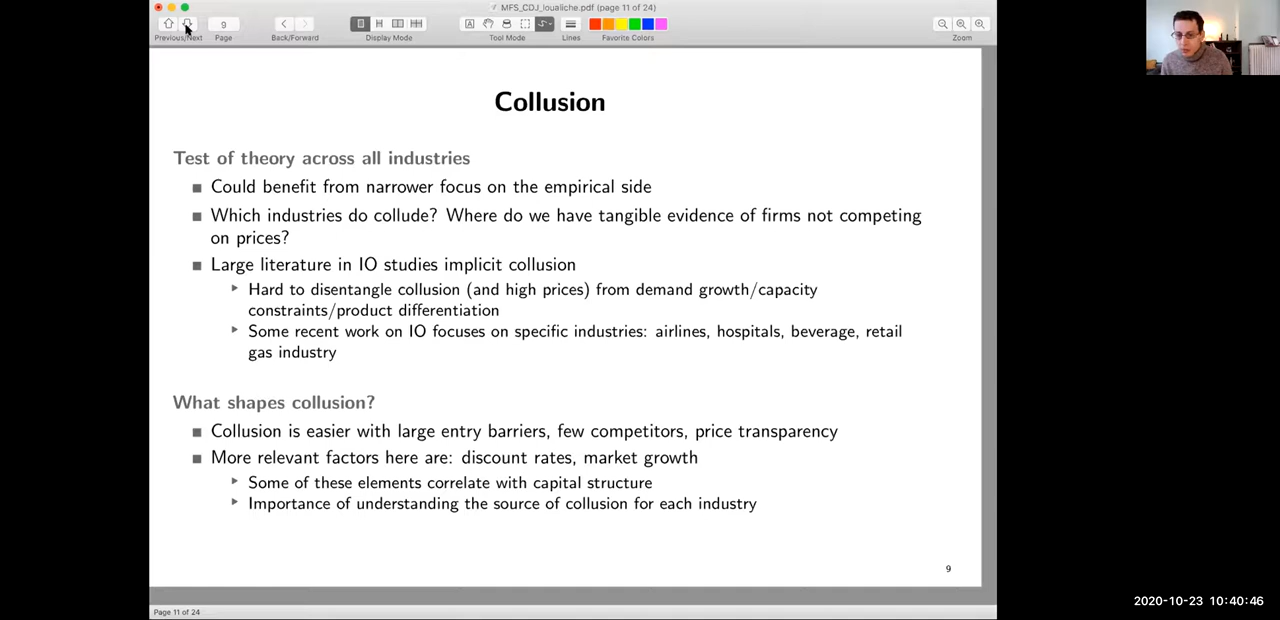 MFS_CDJ_loualiche.pdf (page 11 of 24)
9
Previous/Next
Page
Back/Forward
Display Mode
Tool Mode
Lines
Favorite Colors
Zoom
Collusion
Test of theory across all industries
Could benefit from narrower focus on the empirical side
Which industries do collude? Where do we have tangible evidence of firms not competing
on prices?
Large literature in IO studies implicit collusion
Hard to disentangle collusion (and high prices) from demand growth/capacity
constraints/product differentiation
Some recent work on IO focuses on specific industries: airlines, hospitals, beverage, retail
gas industry
What shapes collusion?
Collusion is easier with large entry barriers, few competitors, price transparency
More relevant factors here are: discount rates, market growth
Some of these elements correlate with capital structure
Importance of understanding the source of collusion for each industry
9
Page 11 of 24
2020-10-23 10:40:46